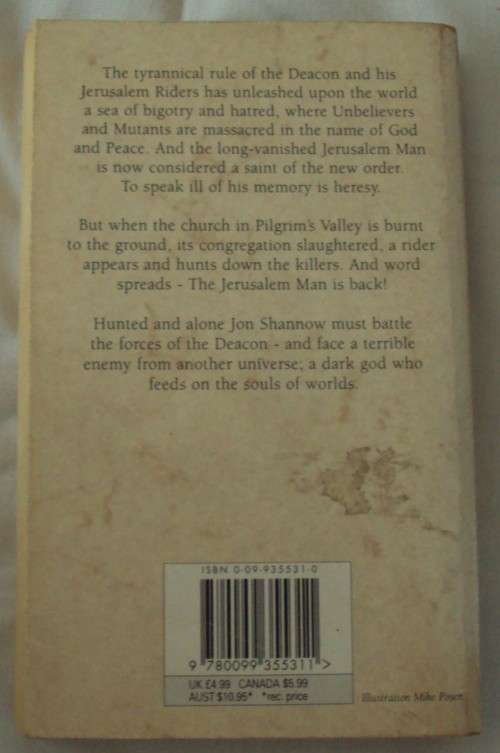 The tyrannical rule of the Deacon and his
Jerusalem Riders has unleashed upon the world
a sea of bigotry and hatred, where Unbelievers
and Mutants are massacred in the name of God
and Peace. And the long-vanished Jerusalem Man
is now considered a saint of the new order.
To speak ill of his memory is heresy.
But when the church in Pilgrim's Valley is burnt
to the ground, its congregation slaughtered, a rider
appears and hunts down the killers. And word
spreads - The Jerusalem Man is back!
Hunted and alone Jon Shannow must battle
the forces of the Deacon - and face a terrible
enemy from another universe; a dark god who
feeds on the souls of worlds.
ISBN 0-09-935531-0
9 780099 355311 >
UK £4.99 CANADA $6.99
AUST $10.95* *rec. price
Illustration Mike Posen